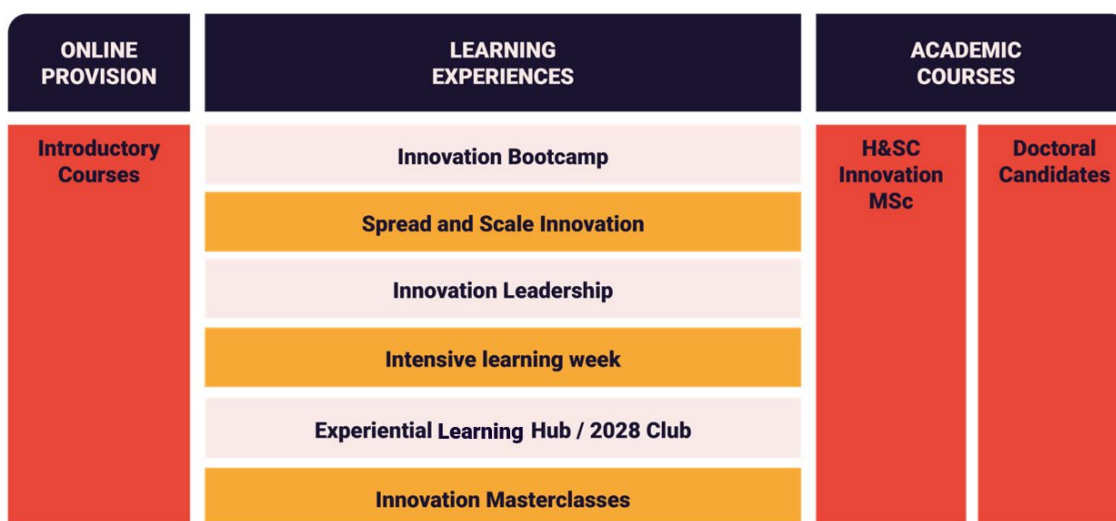 ONLINE
PROVISION
LEARNING
EXPERIENCES
ACADEMIC
COURSES
Introductory
Courses
Innovation Bootcamp
Spread and Scale Innovation
Innovation Leadership
Intensive learning week
Experiential Learning Hub / 2028 Club
Innovation Masterclasses
H&SC
Innovation
MSc
Doctoral
Candidates